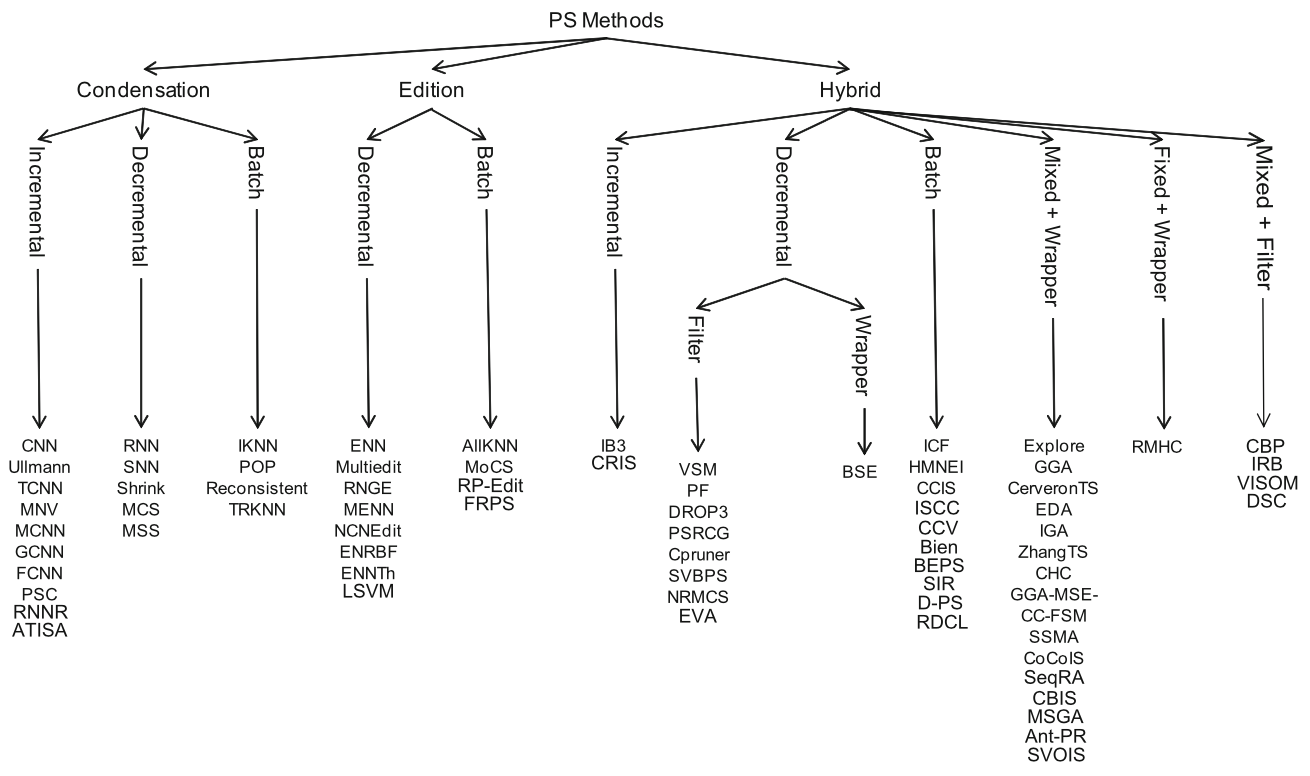 PS Methods
Condensation
Edition
Hybrid
Incremental
Decremental
Batch
Decremental
Batch
Incremental
Decremental
Batch
Mixed + Wrapper
Fixed + Wrapper
Mixed + Filter
Filter
Wrapper
CNN
Ullmann
TCNN
MNV
MCNN
GCNN
FCNN
PSC
RNNR
ATISA
RNN
SNN
Shrink
MCS
MSS
IKNN
POP
Reconsistent
TRKNN
ENN
Multiedit
RNGE
MENN
NCNEdit
ENRBF
ENNTh
LSVM
AllKNN
MoCS
RP-Edit
FRPS
IB3
CRIS
VSM
PF
DROP3
PSRCG
Cpruner
SVBPS
NRMCS
EVA
BSE
ICF
HMNEI
CCIS
ISCC
CCV
Bien
BEPS
SIR
D-PS
RDCL
Explore
GGA
CerveronTS
EDA
IGA
ZhangTS
CHC
GGA-MSE-
CC-FSM
SSMA
CoCoIS
SeqRA
CBIS
MSGA
Ant-PR
SVOIS
RMHC
CBP
IRB
VISOM
DSC